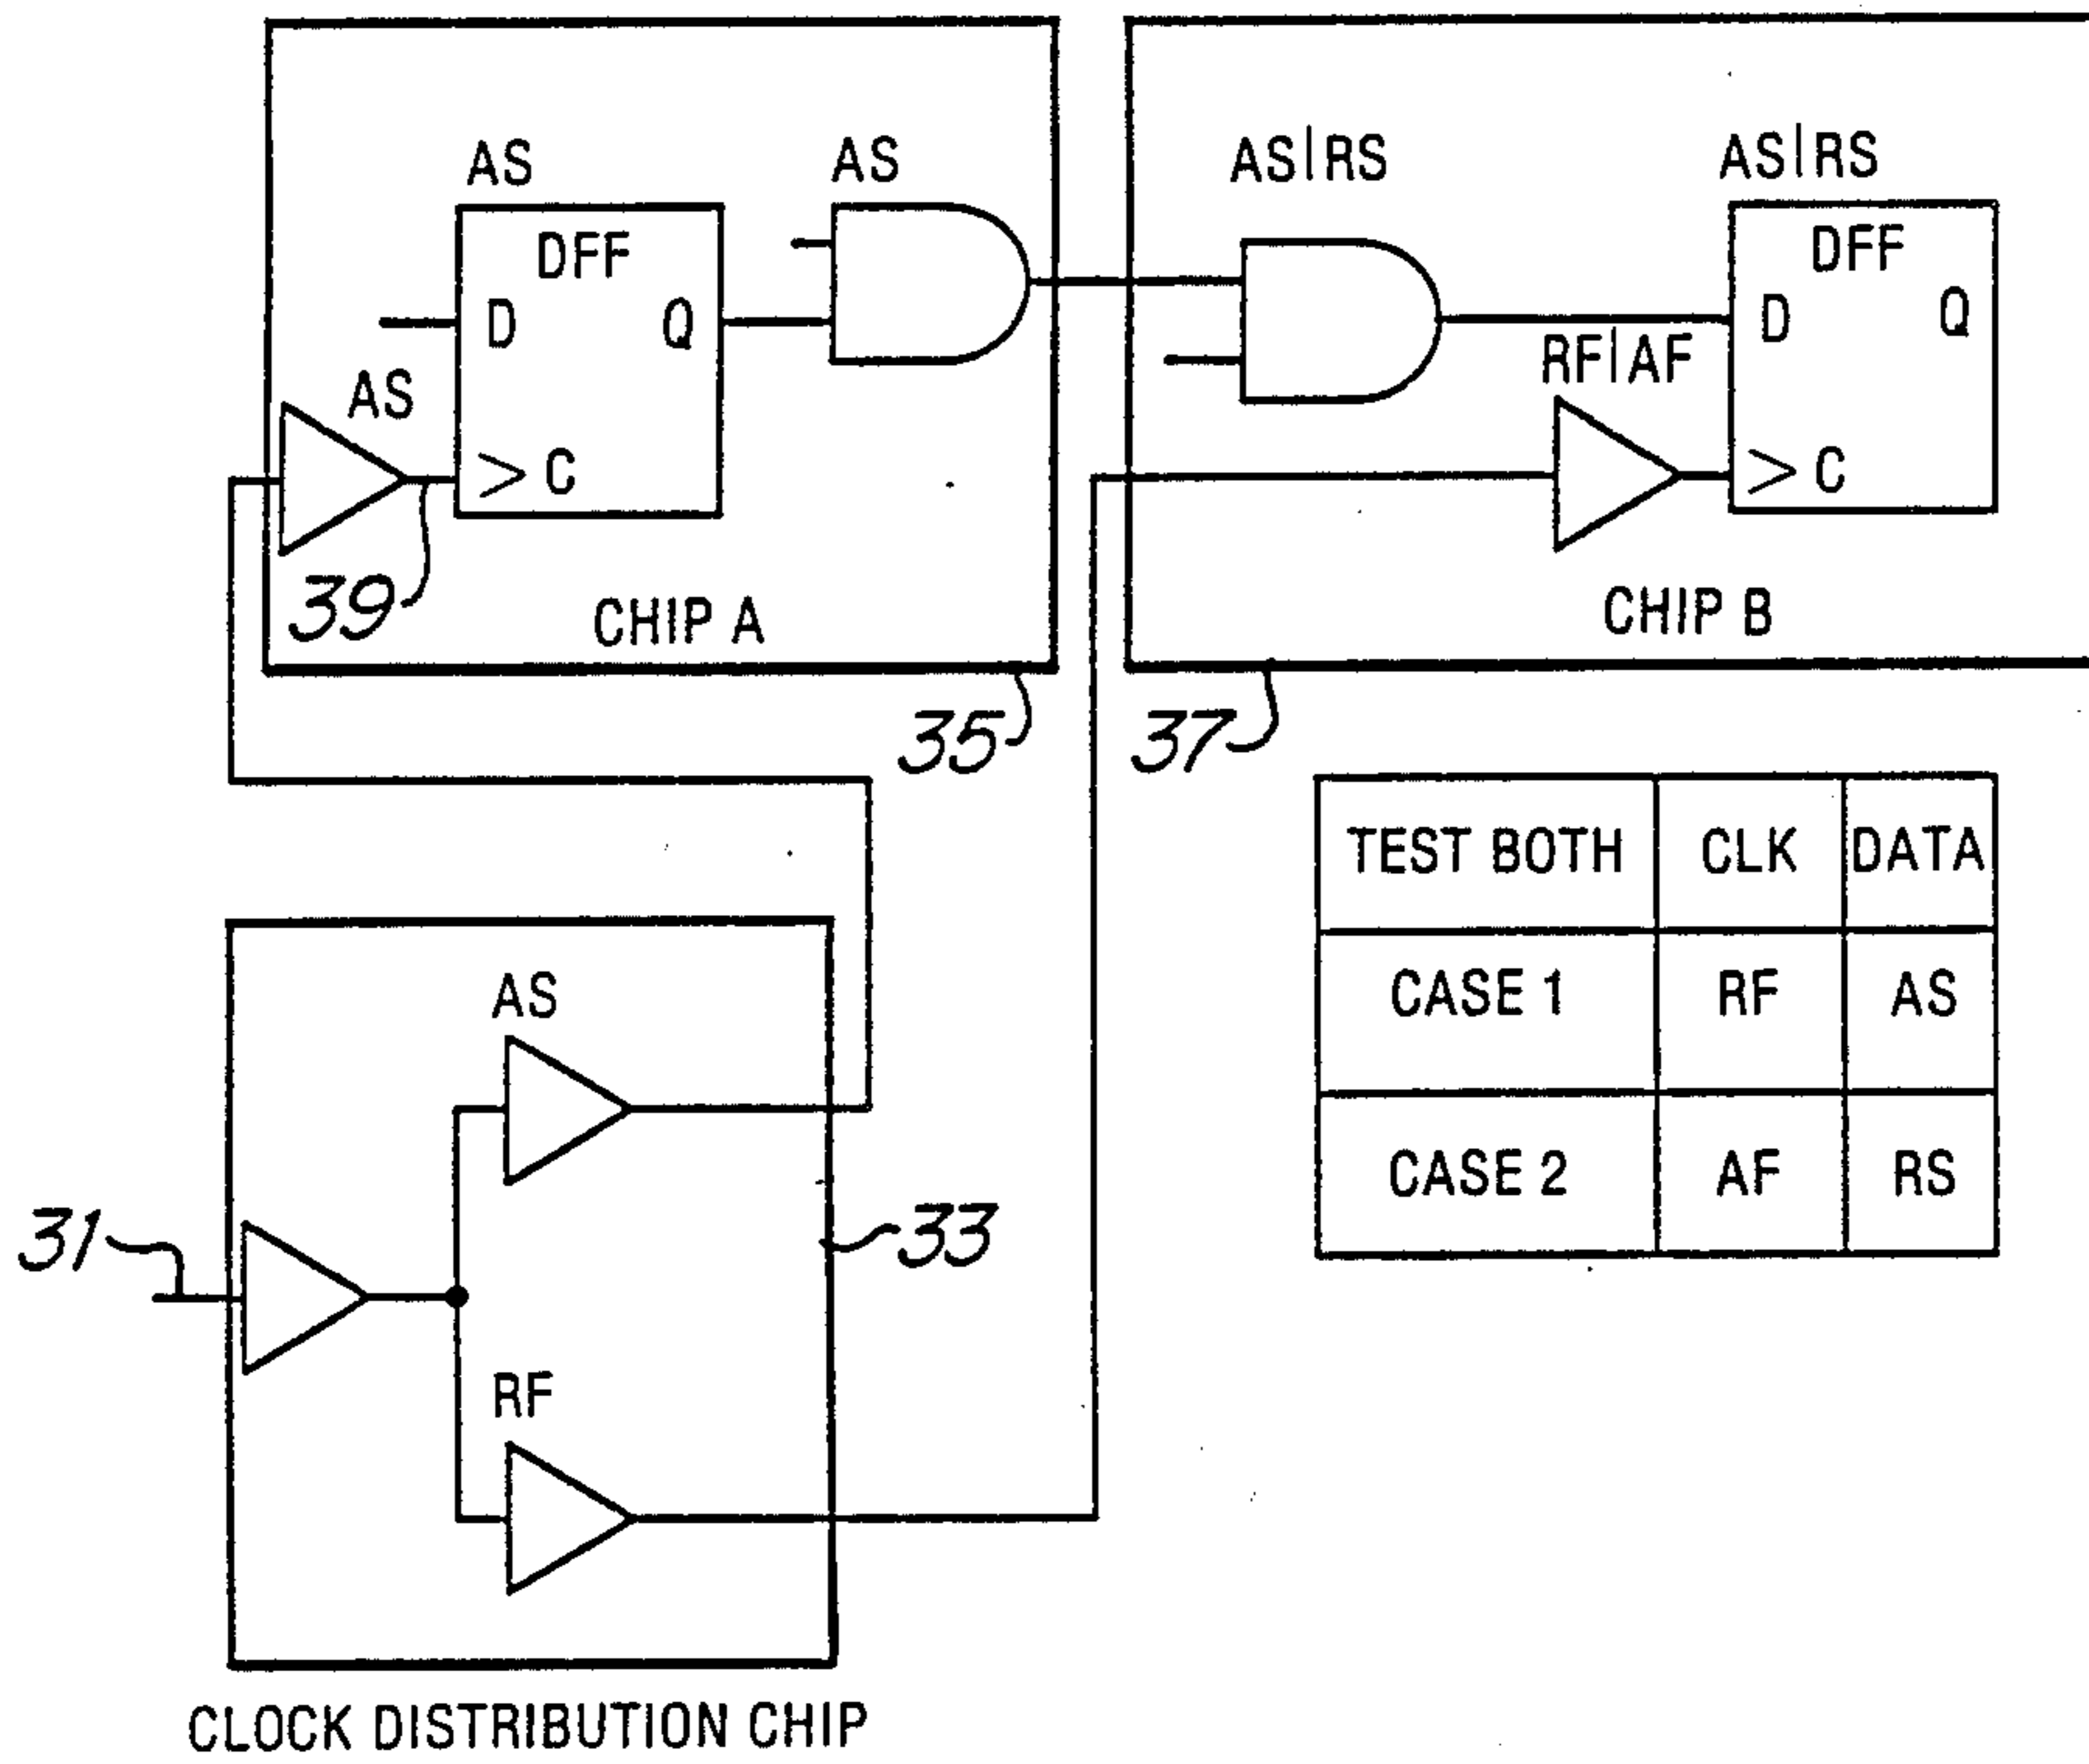 AS
AS
DFF
D
Q
AS
> C
39
CHIP A
35
AS|RS
AS|RS
DFF
D
Q
RF|AF
> C
CHIP B
37
TEST BOTH CLK DATA
CASE 1 RF AS
CASE 2 AF RS
AS
31
33
RF
CLOCK DISTRIBUTION CHIP